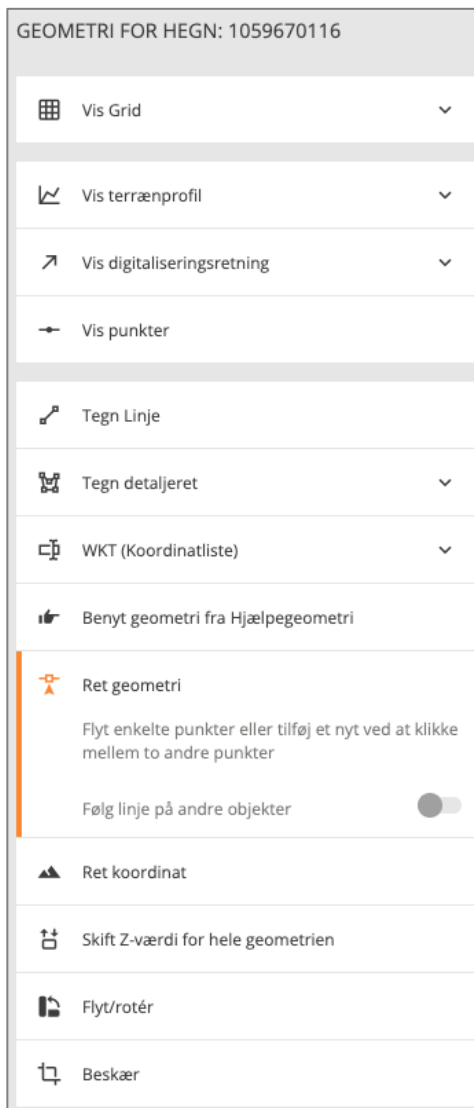 GEOMETRI FOR HEGN: 1059670116
Vis Grid
Vis terrænprofil
Vis digitaliseringsretning
Vis punkter
Tegn Linje
Tegn detaljeret
WKT (Koordinatliste)
Benyt geometri fra Hjælpegeometri
Ret geometri
Flyt enkelte punkter eller tilføj et nyt ved at klikke
mellem to andre punkter
Følg linje på andre objekter
Ret koordinat
Skift Z-værdi for hele geometrien
Flyt/rotér
Beskær